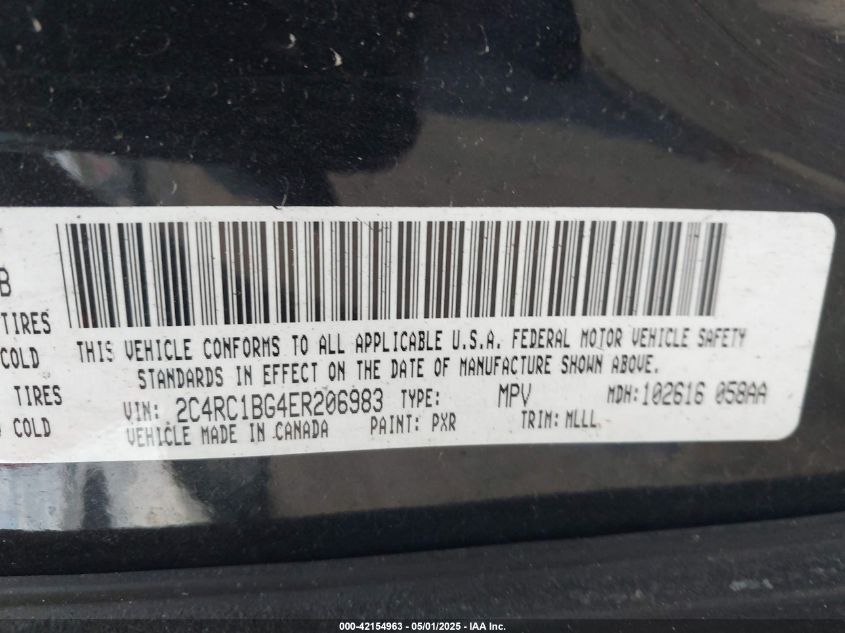 B
TIRES
COLD
TIRES
COLD
THIS VEHICLE CONFORMS TO ALL APPLICABLE U.S.A. FEDERAL MOTOR VEHICLE SAFETY
STANDARDS IN EFFECT ON THE DATE OF MANUFACTURE SHOWN ABOVE.
VIN: 2C4RC1BG4ER206983 TYPE: MPV MDH:102616 058AA
VEHICLE MADE IN CANADA PAINT: PXR TRIM: MLLL
000-42154963 - 05/01/2025 - IAA Inc.